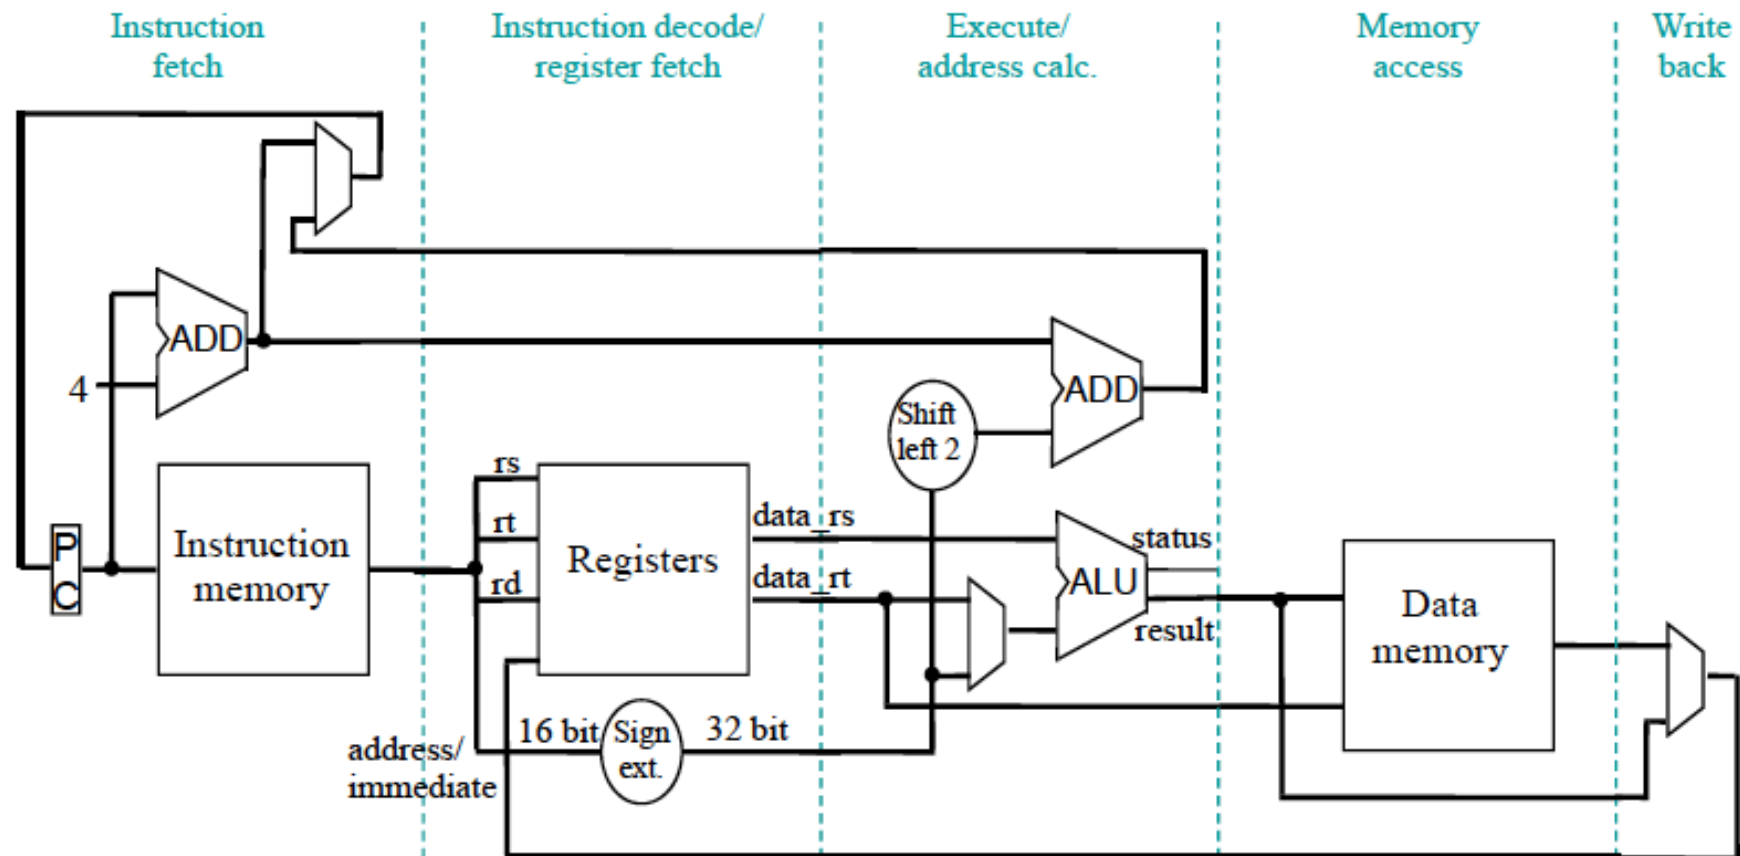 Instruction
fetch
Instruction decode/
register fetch
Execute/
address calc.
Memory
access
Write
back
ADD
4
ADD
Shift
left 2
P
C
Instruction
memory
rs
rt
rd
Registers
data_rs
data_rt
status
ALU
result
Data
memory
address/
immediate
16 bit
Sign
ext.
32 bit